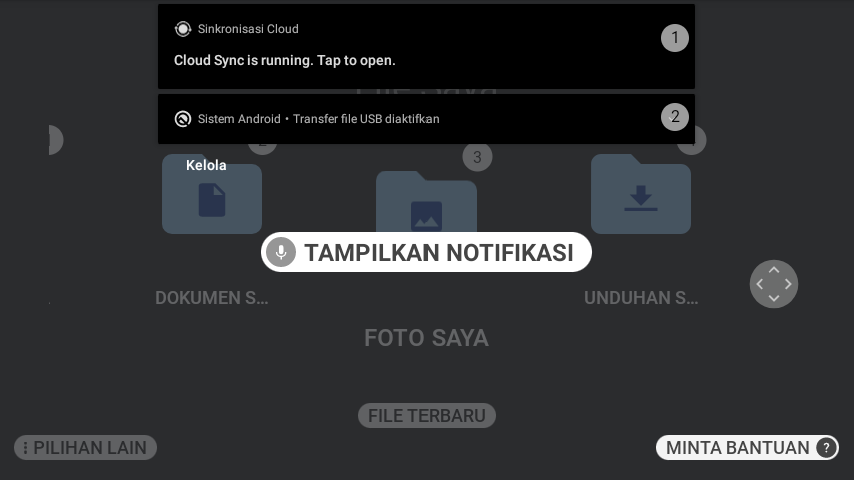 Sinkronisasi Cloud
1
Cloud Sync is running. Tap to open.
Sistem Android • Transfer file USB diaktifkan
2
Kelola
3
TAMPILKAN NOTIFIKASI
DOKUMEN S...
UNDUHAN S...
FOTO SAYA
FILE TERBARU
PILIHAN LAIN
MINTA BANTUAN ?